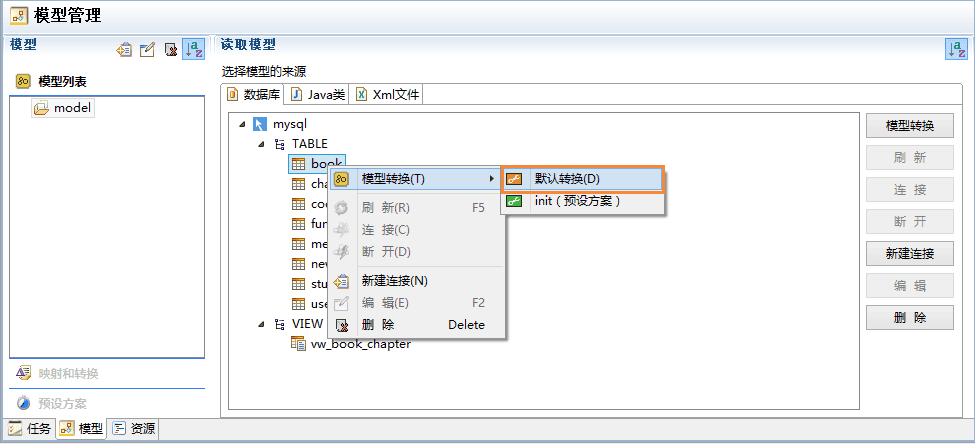 模型管理
模型
模型列表
model
映射和转换
预设方案
读取模型
选择模型的来源
数据库 Java类 Xml文件
mysql
TABLE
book
cha
coo
fun
me
new
stu
use
VIEW
vw_book_chapter
模型转换(T)
刷 新(R) F5
连 接(C)
断 开(D)
新建连接(N)
编 辑(E) F2
删 除 Delete
默认转换(D)
init（预设方案）
模型转换
刷 新
连 接
断 开
新建连接
编 辑
删 除
任务 模型 资源